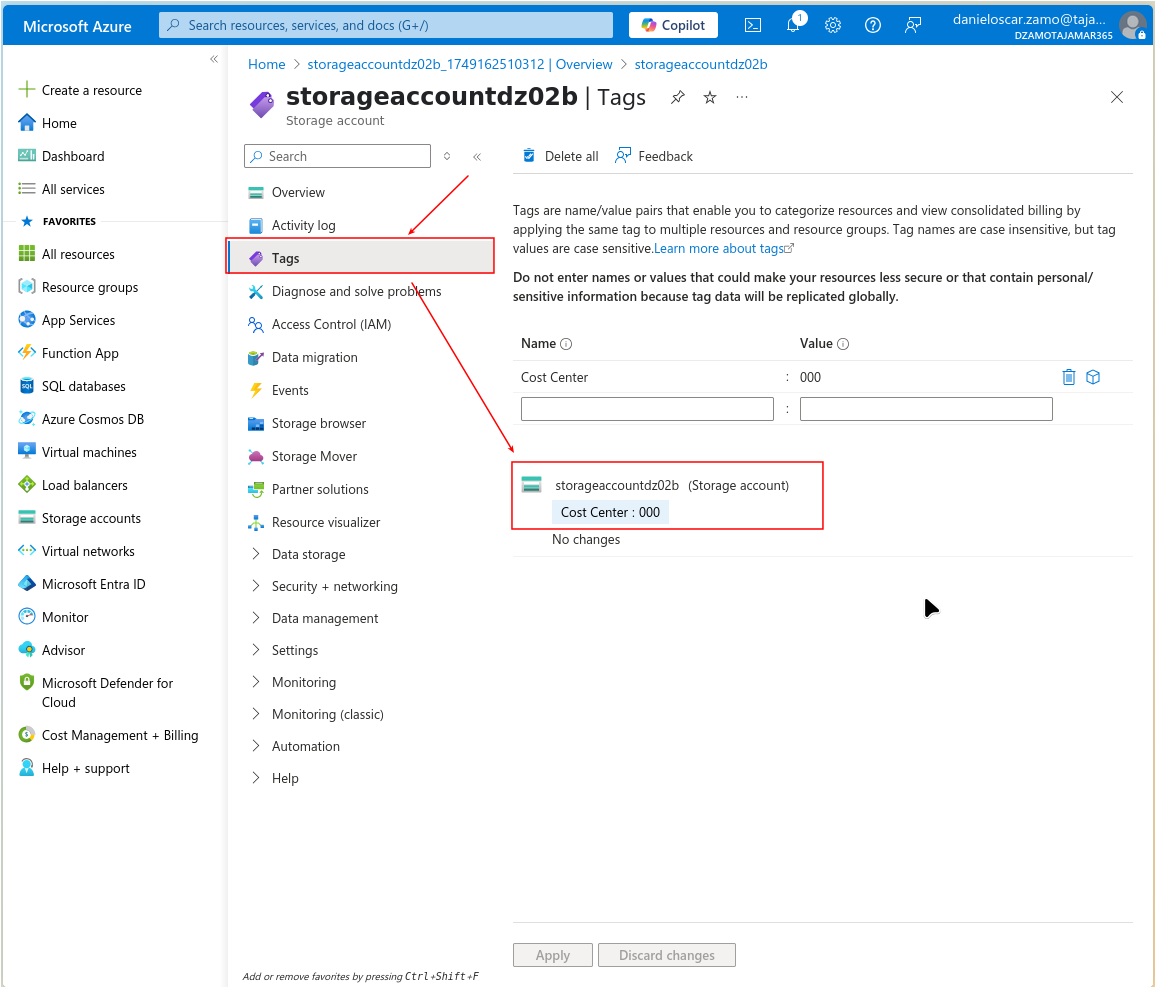 Microsoft Azure
Search resources, services, and docs (G+/)
Copilot
1
danieloscar.zamo@taja...
DZAMOTAJAMAR365
«
Create a resource
Home
Dashboard
All services
FAVORITES
All resources
Resource groups
App Services
Function App
SQL databases
Azure Cosmos DB
Virtual machines
Load balancers
Storage accounts
Virtual networks
Microsoft Entra ID
Monitor
Advisor
Microsoft Defender for
Cloud
Cost Management + Billing
Help + support
Home > storageaccountdz02b_1749162510312 | Overview > storageaccountdz02b
storageaccountdz02b | Tags
...
Storage account
Search
«
Overview
Activity log
Tags
Diagnose and solve problems
Access Control (IAM)
Data migration
Events
Storage browser
Storage Mover
Partner solutions
Resource visualizer
Data storage
Security + networking
Data management
Settings
Monitoring
Monitoring (classic)
Automation
Help
Add or remove favorites by pressing Ctrl+Shift+F
Delete all
Feedback
Tags are name/value pairs that enable you to categorize resources and view consolidated billing by
applying the same tag to multiple resources and resource groups. Tag names are case insensitive, but tag
values are case sensitive.Learn more about tags
Do not enter names or values that could make your resources less secure or that contain personal/
sensitive information because tag data will be replicated globally.
Name Value
Cost Center : 000
:
storageaccountdz02b (Storage account)
Cost Center : 000
No changes
Apply
Discard changes